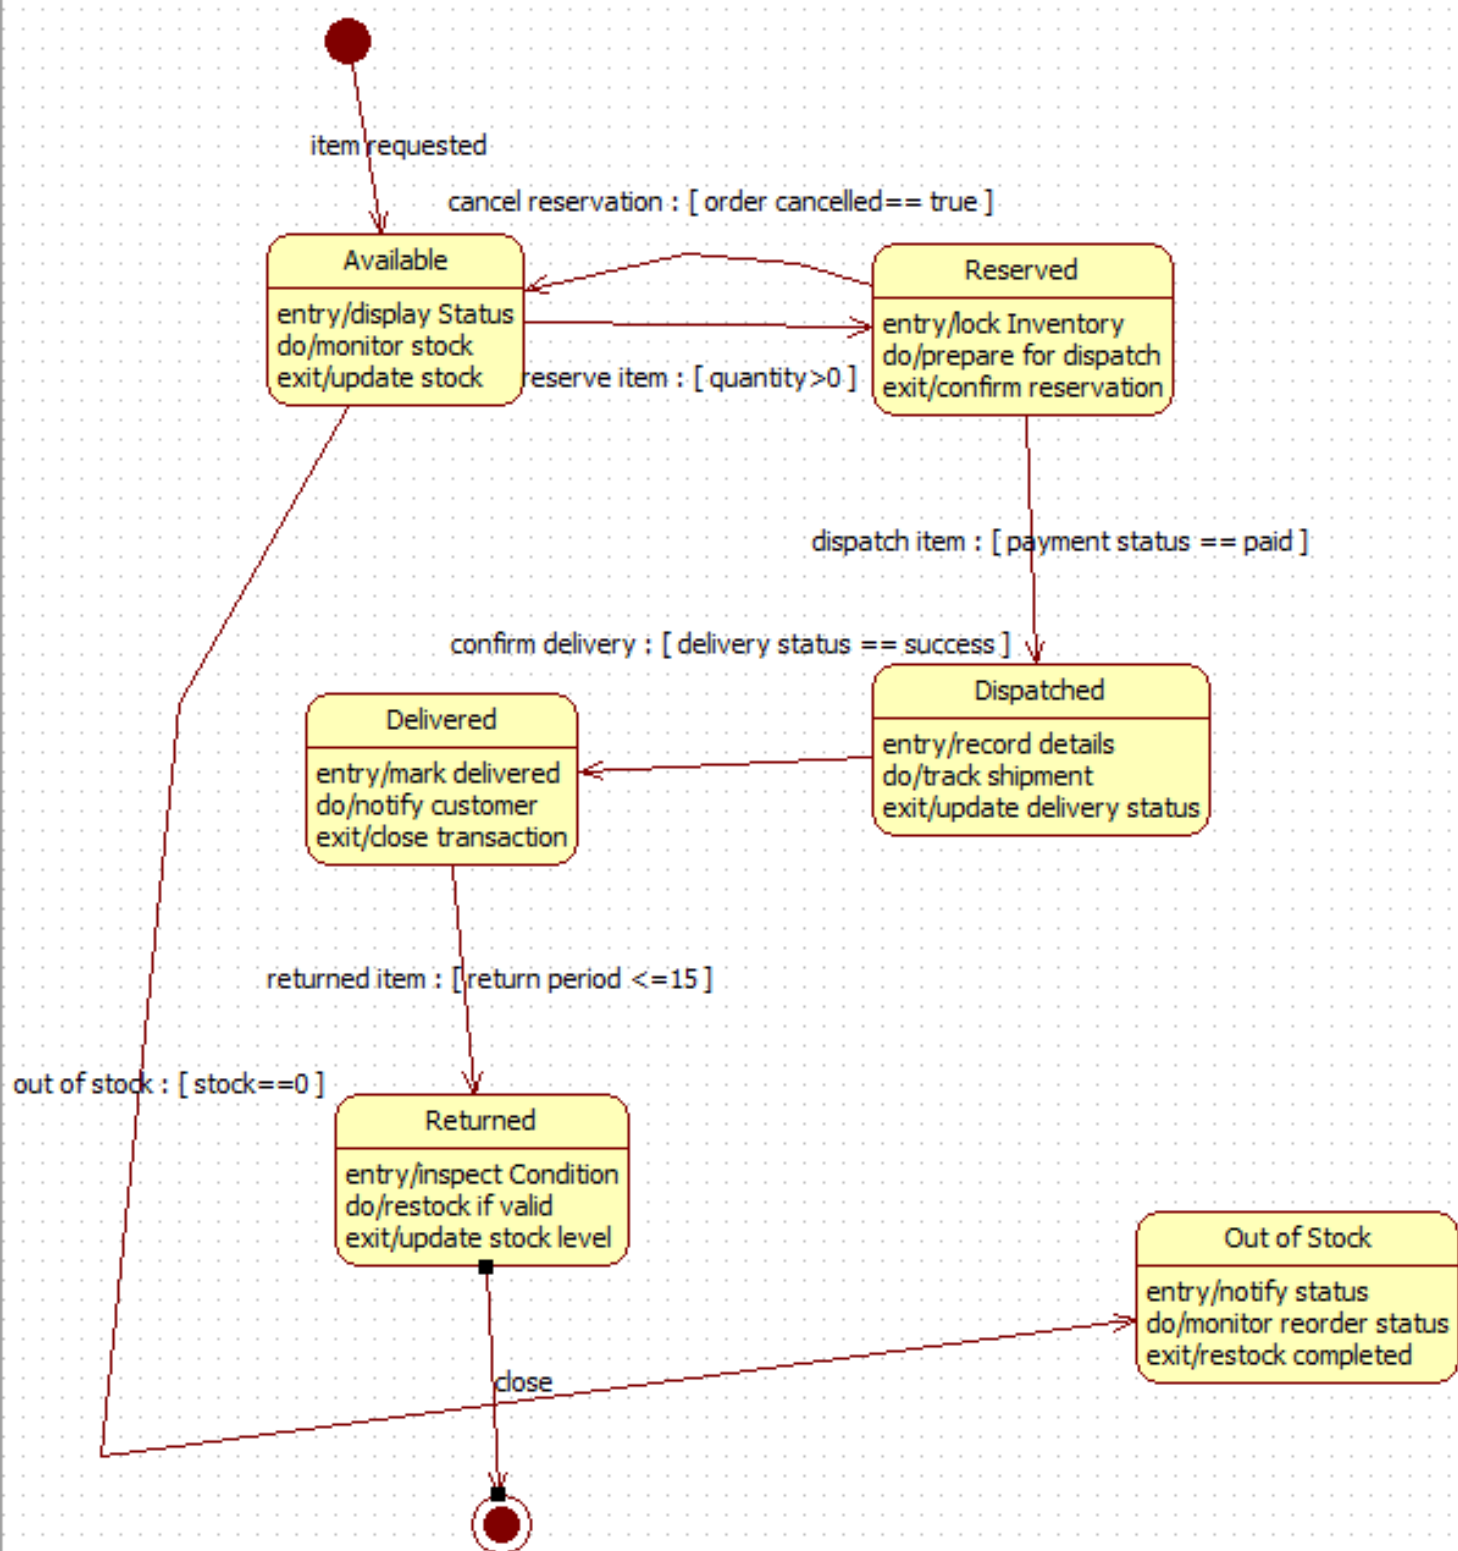 item requested
cancel reservation : [ order cancelled== true ]
Available
entry/display Status
do/monitor stock
exit/update stock
Reserved
entry/lock Inventory
do/prepare for dispatch
exit/confirm reservation
reserve item : [ quantity>0 ]
dispatch item : [ payment status == paid ]
confirm delivery : [ delivery status == success ]
Dispatched
entry/record details
do/track shipment
exit/update delivery status
Delivered
entry/mark delivered
do/notify customer
exit/close transaction
returned item : [ return period <=15 ]
out of stock : [ stock==0 ]
Returned
entry/inspect Condition
do/restock if valid
exit/update stock level
Out of Stock
entry/notify status
do/monitor reorder status
exit/restock completed
close